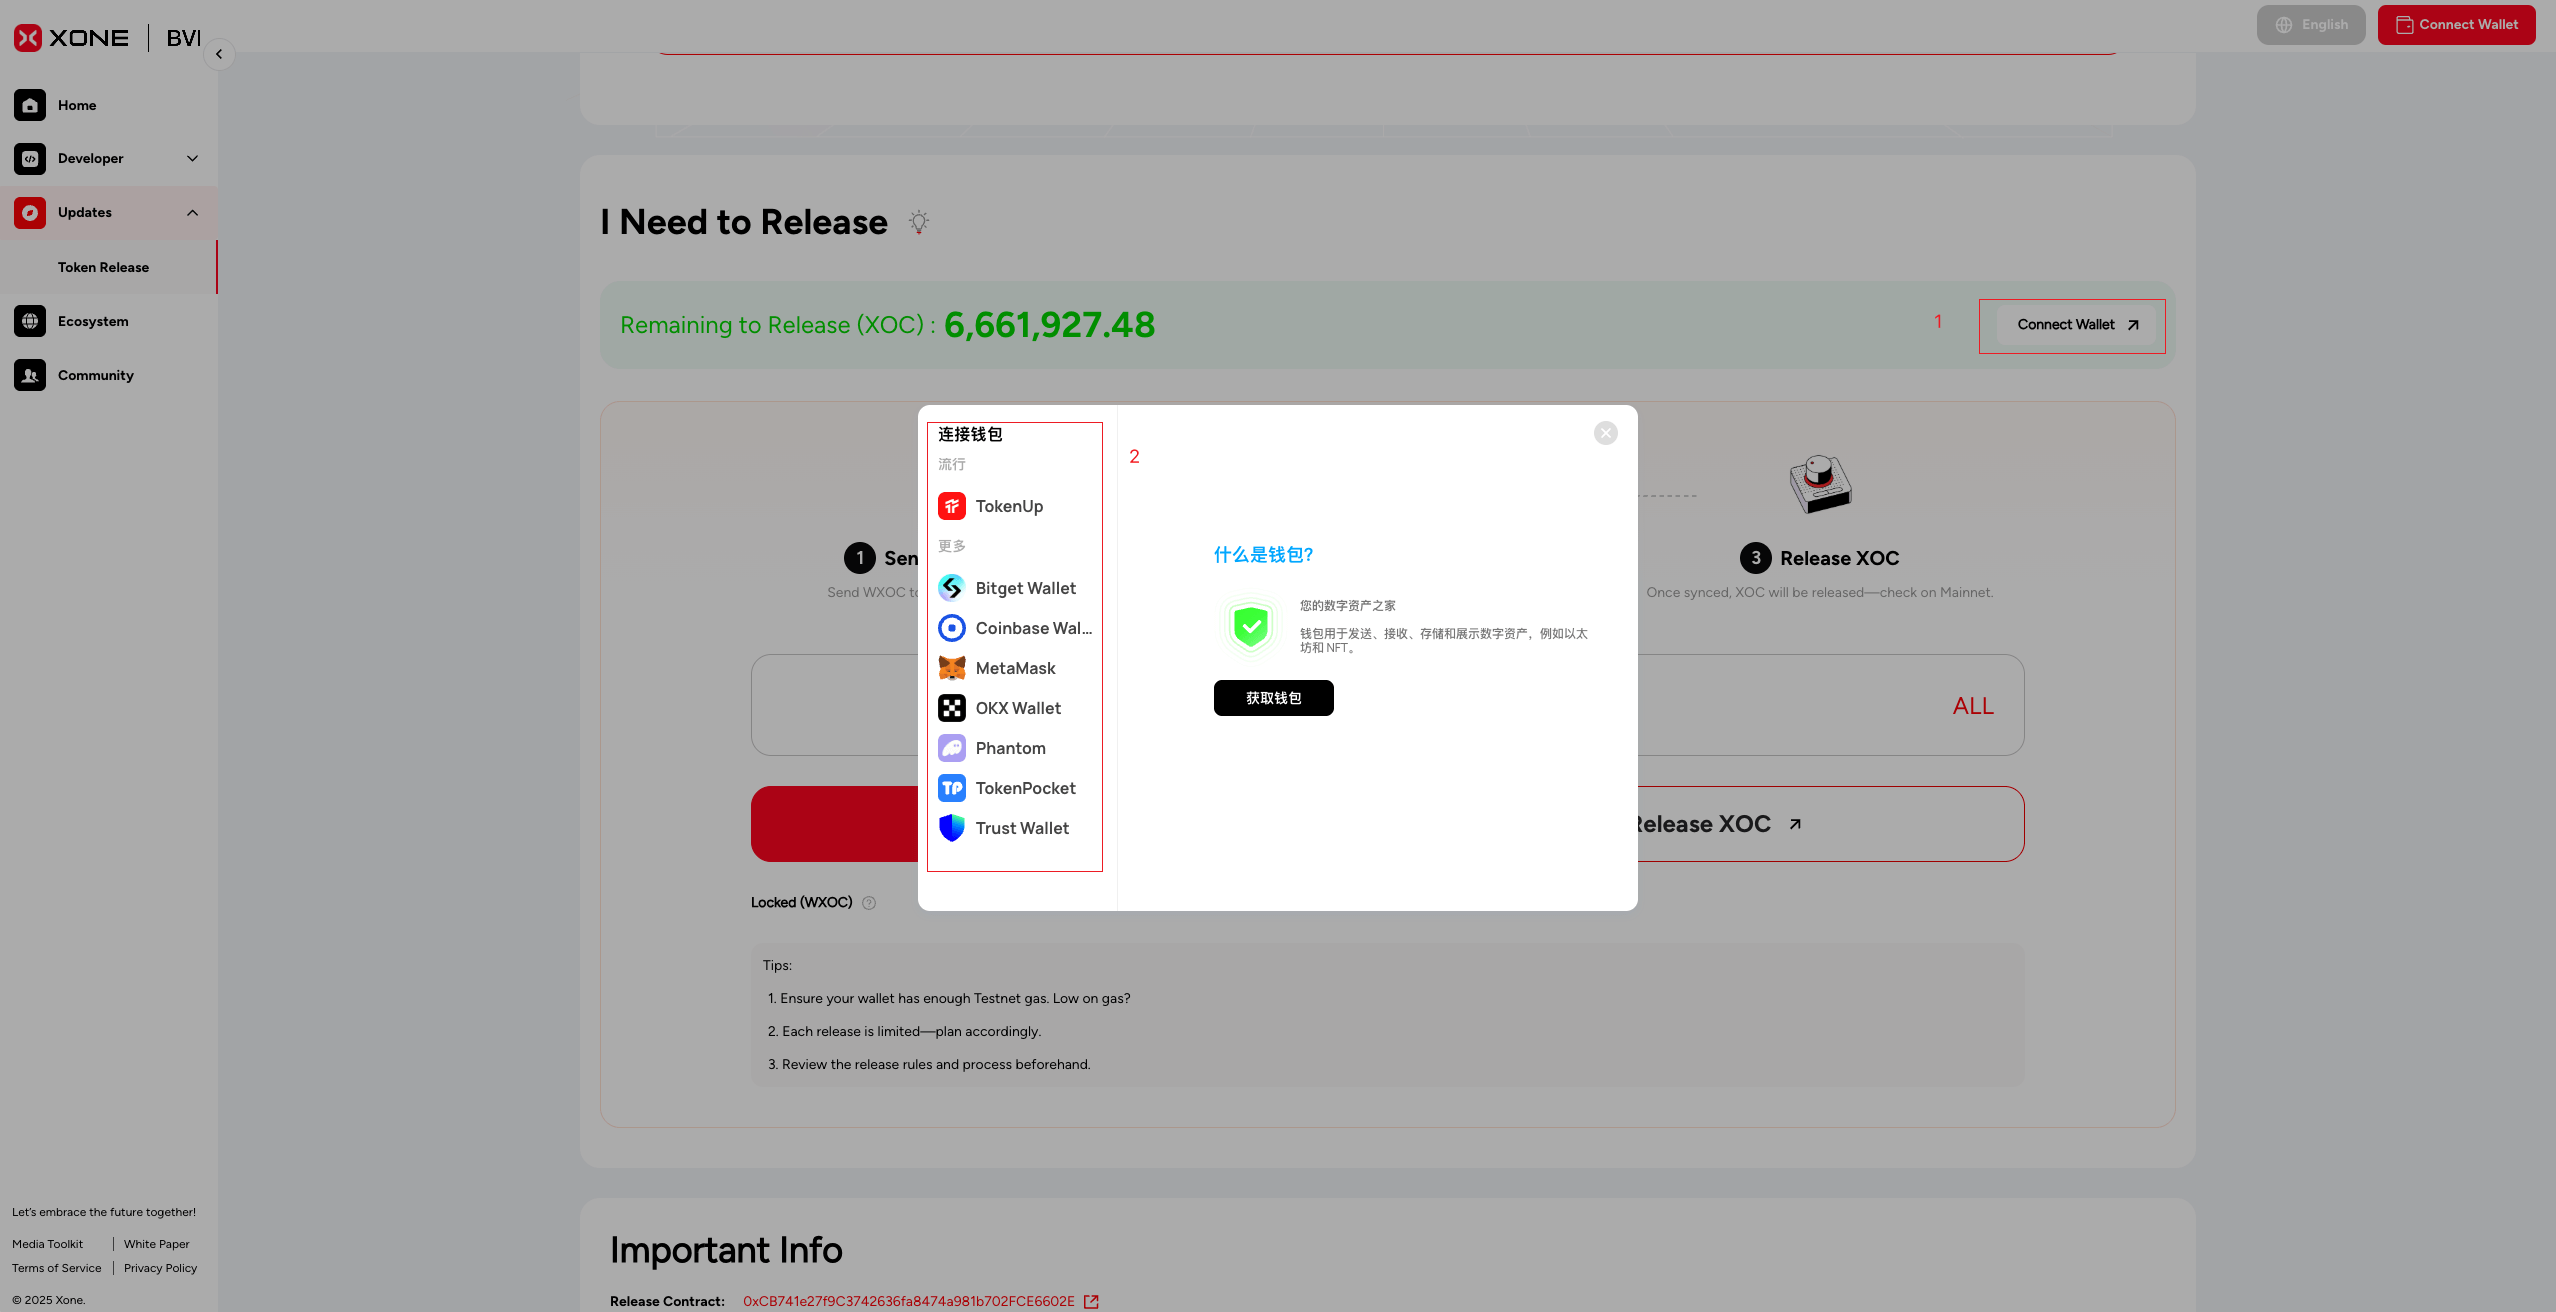 XONE
BVI
English
Connect Wallet
Home
Developer
Updates
Token Release
Ecosystem
Community
I Need to Release
Remaining to Release (XOC) : 6,661,927.48
1
Connect Wallet
连接钱包
流行
2
TokenUp
更多
Bitget Wallet
Coinbase Wal...
MetaMask
OKX Wallet
Phantom
TokenPocket
Trust Wallet
什么是钱包?
您的数字资产之家
钱包用于发送、接收、存储和展示数字资产，例如以太
坊和 NFT。
获取钱包
1
Send WXOC
3 Release XOC
Once synced, XOC will be released—check on Mainnet.
ALL
Release XOC
Locked (WXOC)
Tips:
1. Ensure your wallet has enough Testnet gas. Low on gas?
2. Each release is limited—plan accordingly.
3. Review the release rules and process beforehand.
Important Info
Release Contract: 0xCB741e27f9C3742636fa8474a981b702FCE6602E
Let's embrace the future together!
Media Toolkit | White Paper
Terms of Service | Privacy Policy
© 2025 Xone.